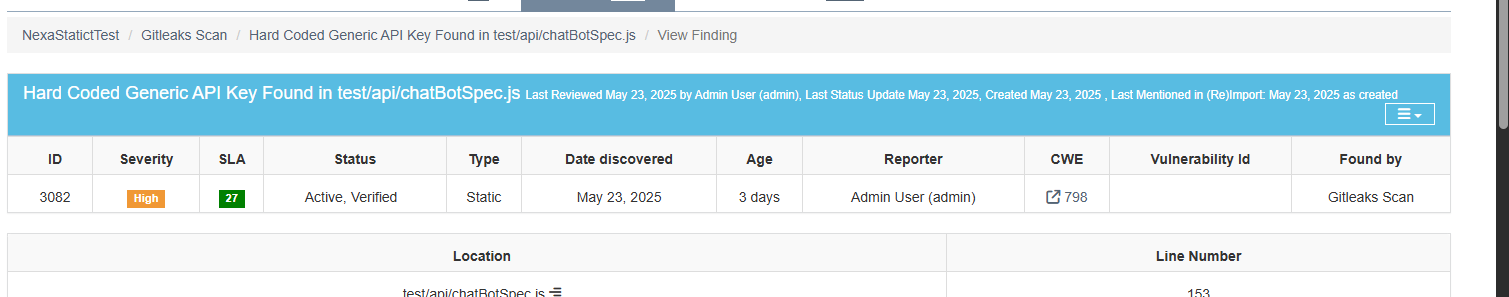 NexaStatictTest / Gitleaks Scan / Hard Coded Generic API Key Found in test/api/chatBotSpec.js / View Finding
Hard Coded Generic API Key Found in test/api/chatBotSpec.js Last Reviewed May 23, 2025 by Admin User (admin), Last Status Update May 23, 2025, Created May 23, 2025 , Last Mentioned in (Re)Import: May 23, 2025 as created
ID Severity SLA Status Type Date discovered Age Reporter CWE Vulnerability Id Found by
3082 High 27 Active, Verified Static May 23, 2025 3 days Admin User (admin) 798 Gitleaks Scan
Location Line Number
test/api/chatBotSpec.js 153